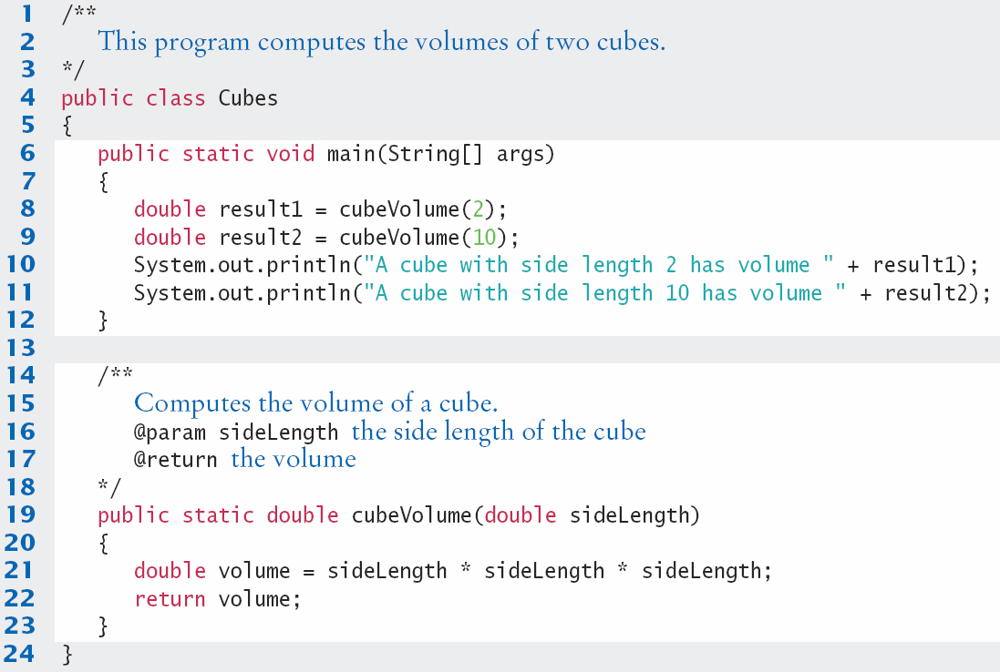 1 /**
2 This program computes the volumes of two cubes.
3 */
4 public class Cubes
5 {
6 public static void main(String[] args)
7 {
8 double result1 = cubeVolume(2);
9 double result2 = cubeVolume(10);
10 System.out.println("A cube with side length 2 has volume " + result1);
11 System.out.println("A cube with side length 10 has volume " + result2);
12 }
13
14 /**
15 Computes the volume of a cube.
16 @param sideLength the side length of the cube
17 @return the volume
18 */
19 public static double cubeVolume(double sideLength)
20 {
21 double volume = sideLength * sideLength * sideLength;
22 return volume;
23 }
24 }